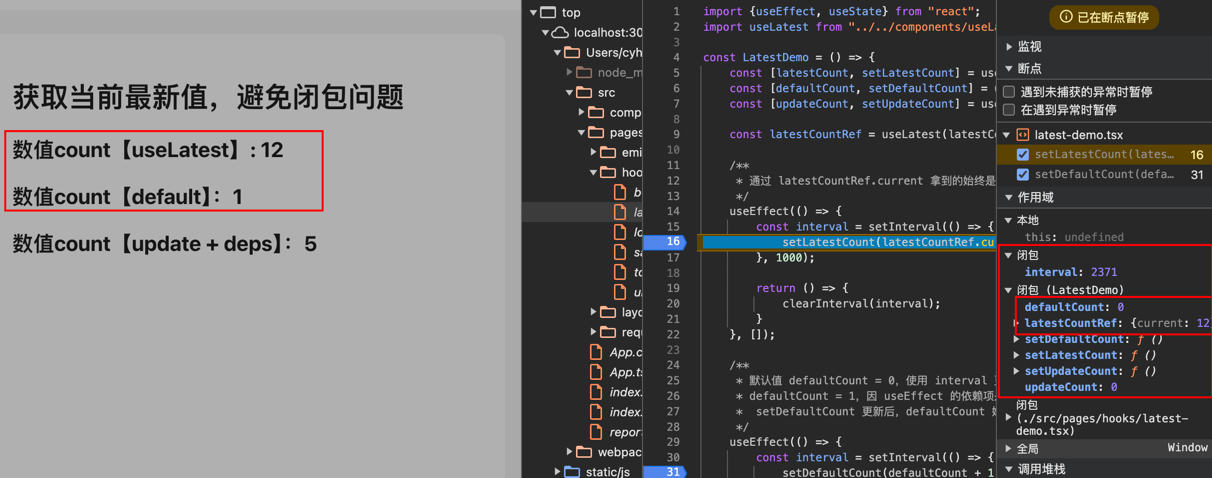 获取当前最新值，避免闭包问题
数值count【useLatest】: 12
数值count【default】: 1
数值count【update + deps】: 5
top
localhost:30
Users/cyh
node_m
src
comp
pages
emi
hook
b
la
lo
sa
to
u
layo
requ
App.c
App.ts
index.
index.
report
webpac
static/js
1 import {useEffect, useState} from "react";
2 import useLatest from "../../components/useLa
3
4 const LatestDemo = () => {
5 const [latestCount, setLatestCount] = use
6 const [defaultCount, setDefaultCount] = 
7 const [updateCount, setUpdateCount] = use
8
9 const latestCountRef = useLatest(latestCo
10
11 /**
12 * 通过 latestCountRef.current 拿到的始终是
13 */
14 useEffect(() => {
15 const interval = setInterval(() => {
16 setLatestCount(latestCountRef.cu
17 }, 1000);
18
19 return () => {
20 clearInterval(interval);
21 }
22 }, []);
23
24 /**
25 * 默认值 defaultCount = 0，使用 interval
26 * defaultCount = 1，因 useEffect 的依赖项
27 * setDefaultCount 更新后，defaultCount
28 */
29 useEffect(() => {
30 const interval = setInterval(() => {
31 setDefaultCount(defaultCount + 1
已在断点暂停
监视
断点
遇到未捕获的异常时暂停
在遇到异常时暂停
latest-demo.tsx
setLatestCount(lates… 16
setDefaultCount(defa… 31
作用域
本地
this: undefined
闭包
interval: 2371
闭包 (LatestDemo)
defaultCount: 0
latestCountRef: {current: 12
setDefaultCount: ƒ ()
setLatestCount: ƒ ()
setUpdateCount: ƒ ()
updateCount: 0
闭包
(./src/pages/hooks/latest-
demo.tsx)
全局 Window
调用堆栈